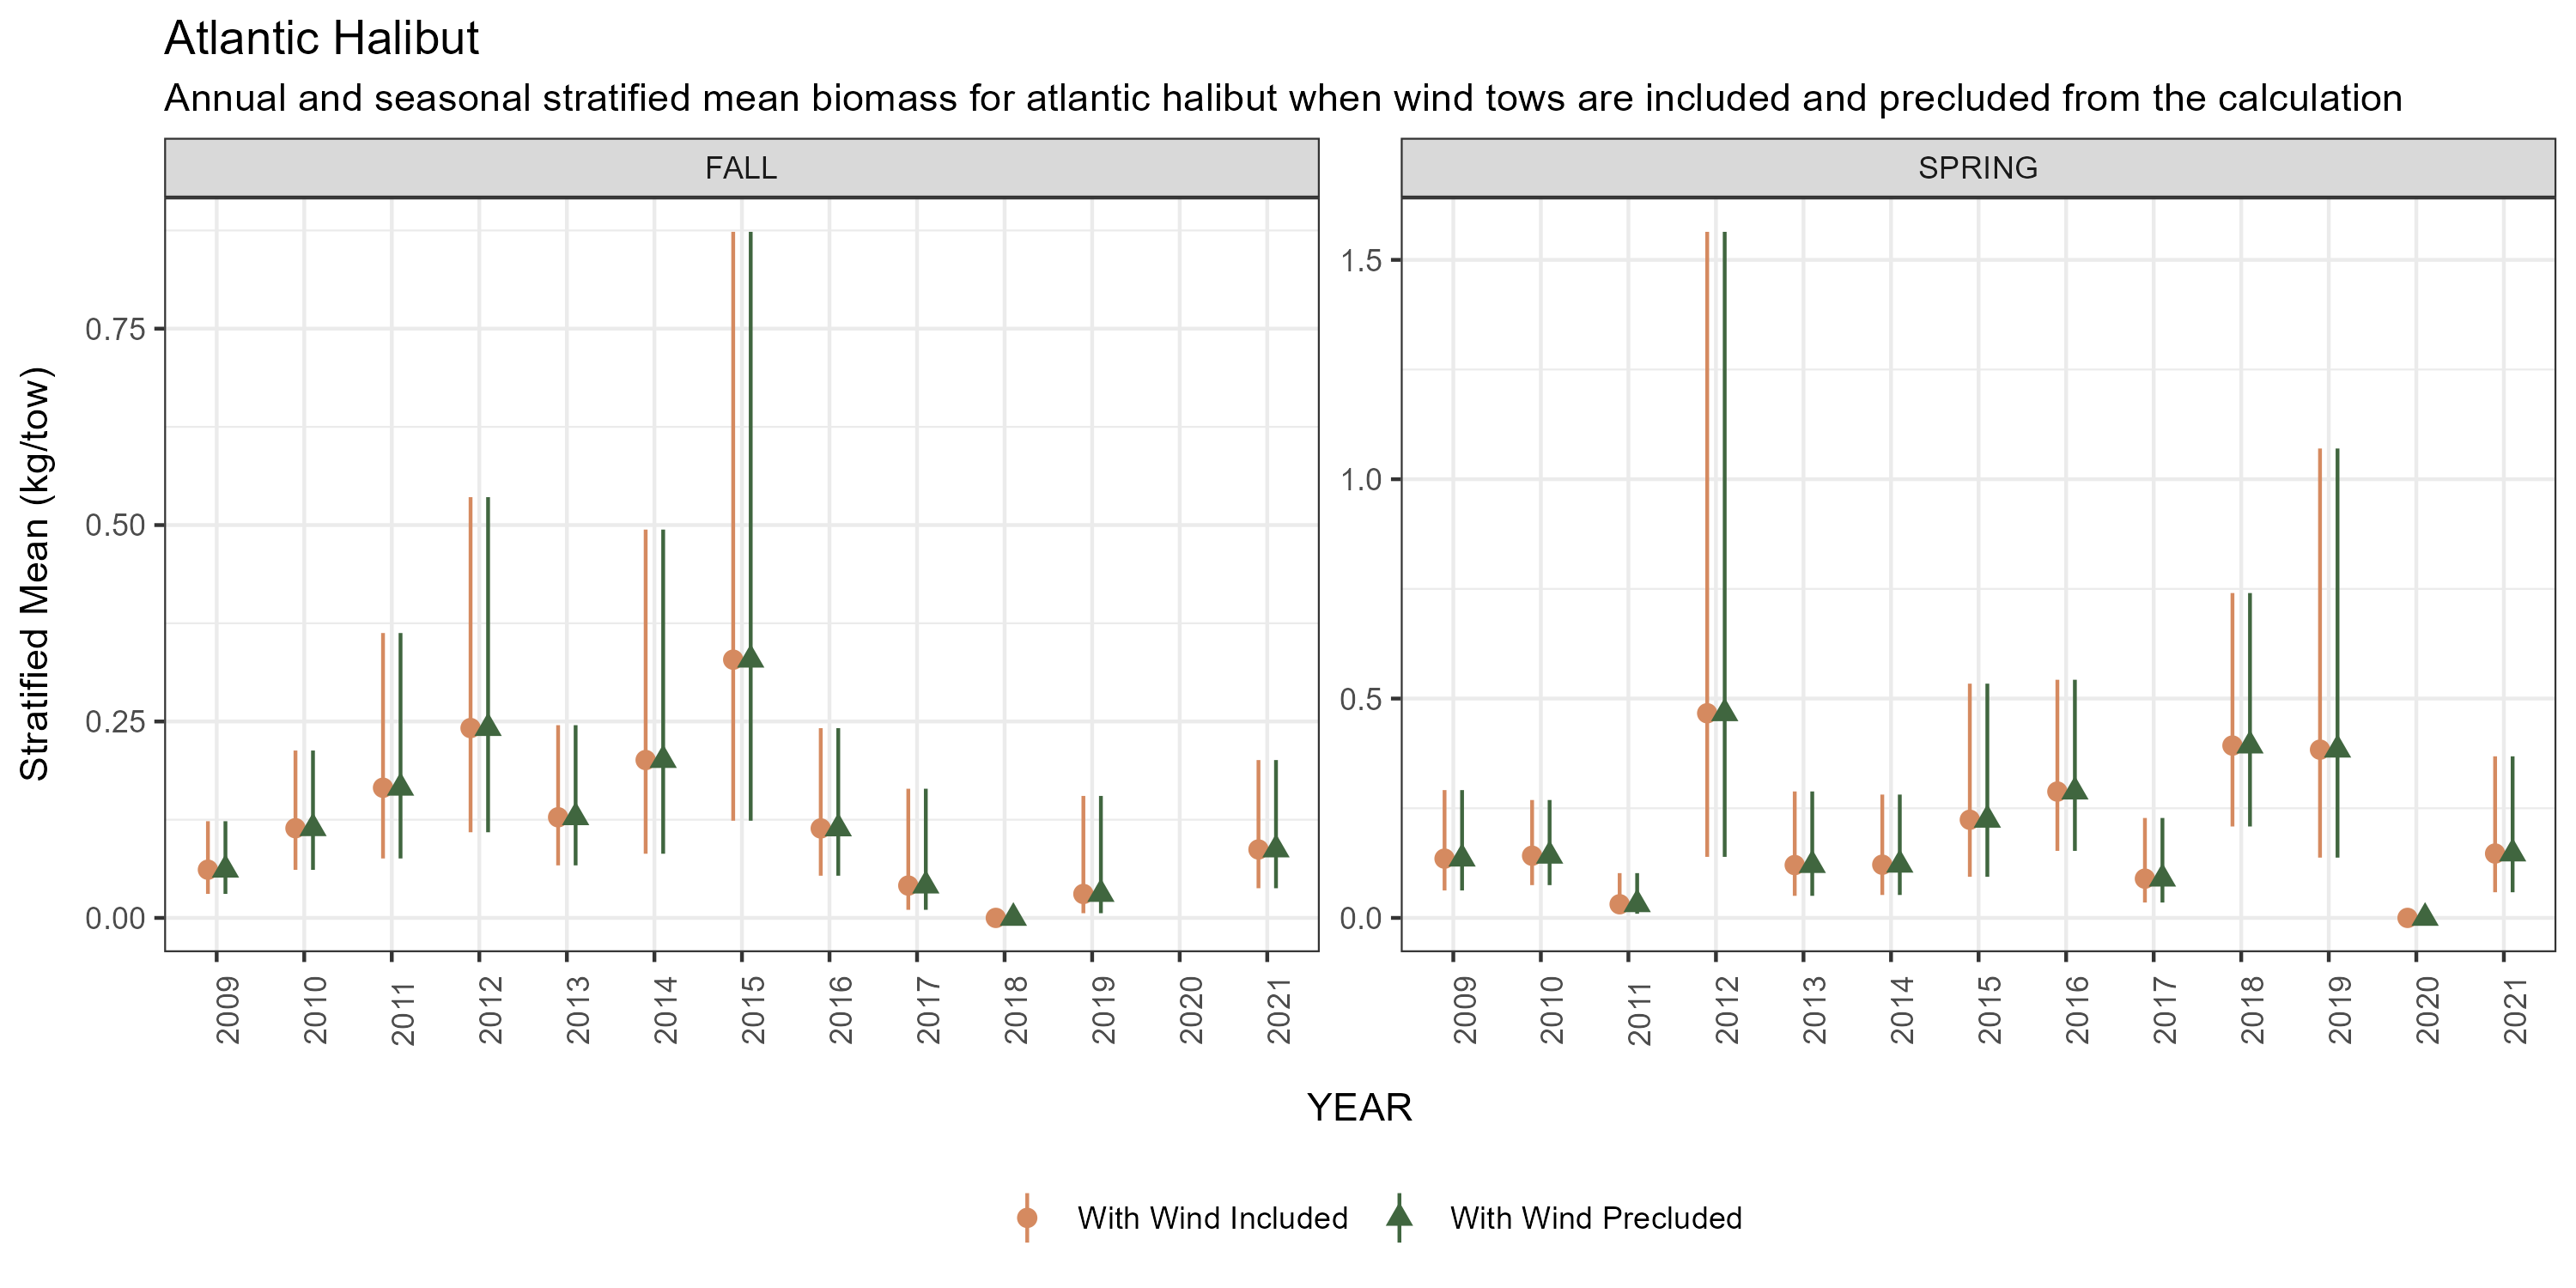 Atlantic Halibut
Annual and seasonal stratified mean biomass for atlantic halibut when wind tows are included and precluded from the calculation
FALL
SPRING
Stratified Mean (kg/tow)
0.75
0.50
0.25
0.00
1.5
1.0
0.5
0.0
2009 2010 2011 2012 2013 2014 2015 2016 2017 2018 2019 2020 2021
2009 2010 2011 2012 2013 2014 2015 2016 2017 2018 2019 2020 2021
YEAR
With Wind Included
With Wind Precluded